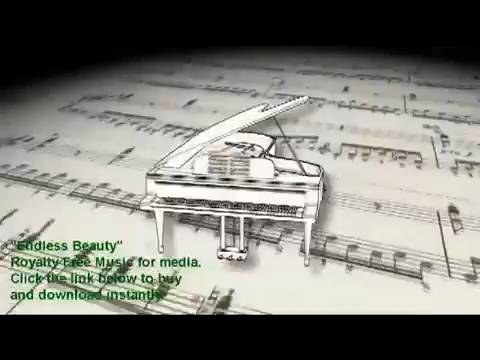 "Endless Beauty"
Royalty Free Music for media.
Click the link below to buy
and download instantly.